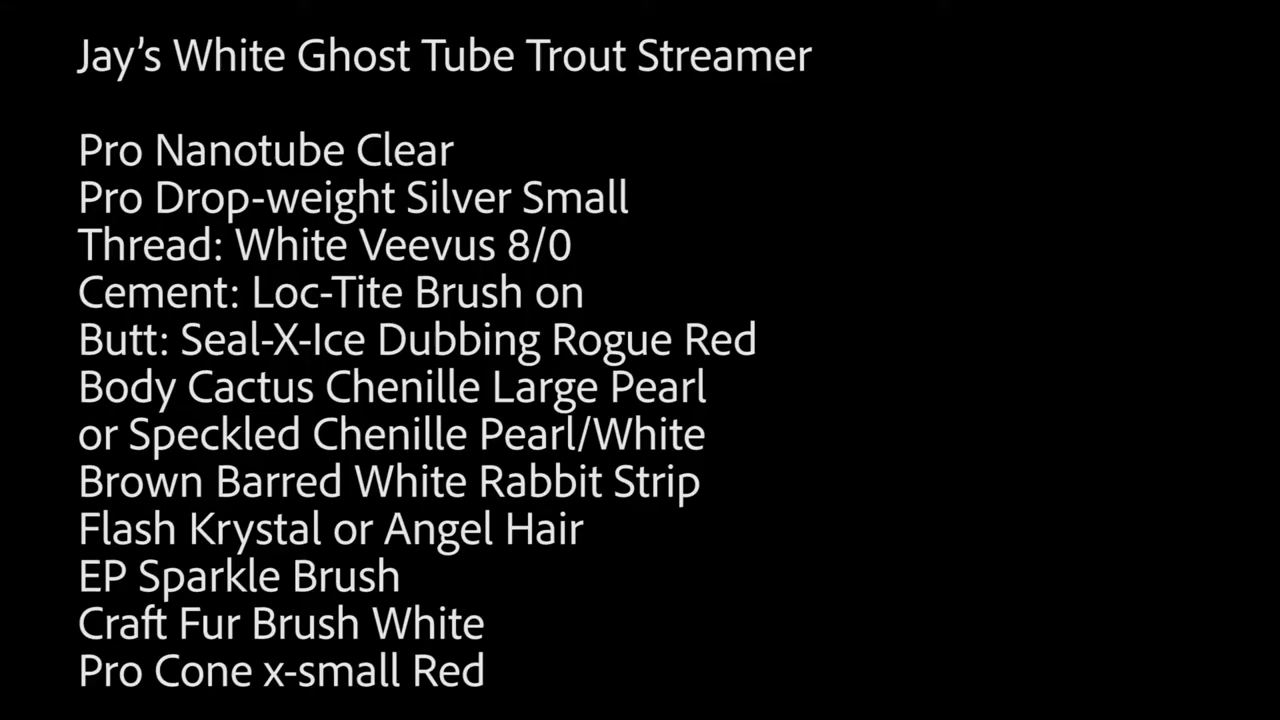 Jay’s White Ghost Tube Trout Streamer
Pro Nanotube Clear
Pro Drop-weight Silver Small
Thread: White Veevus 8/0
Cement: Loc-Tite Brush on
Butt: Seal-X-Ice Dubbing Rogue Red
Body Cactus Chenille Large Pearl
or Speckled Chenille Pearl/White
Brown Barred White Rabbit Strip
Flash Krystal or Angel Hair
EP Sparkle Brush
Craft Fur Brush White
Pro Cone x-small Red